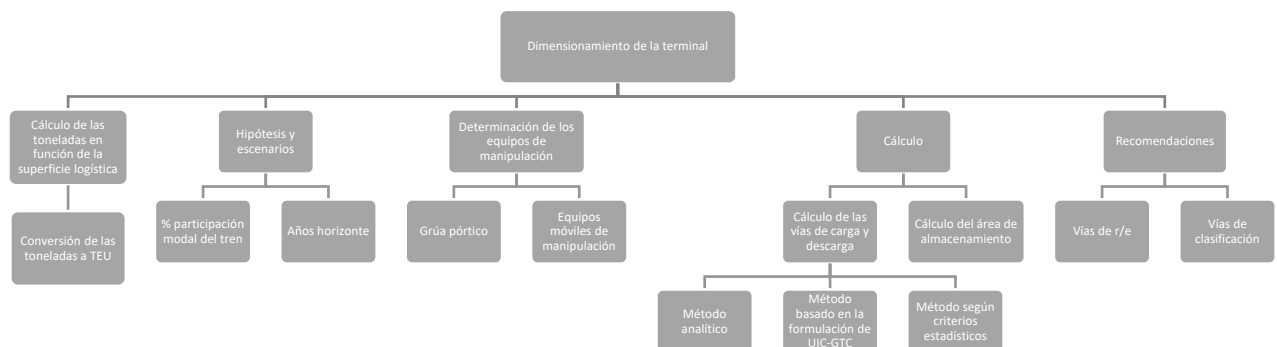 Dimensionamiento de la terminal
Cálculo de las
toneladas en
función de la
superficie logística
Hipótesis y
escenarios
Determinación de los
equipos de
manipulación
Cálculo
Recomendaciones
Conversión de las
toneladas a TEU
% participación
modal del tren
Años horizonte
Grúa pórtico
Equipos
móviles de
manipulación
Cálculo de las
vías de carga y
descarga
Cálculo del área de
almacenamiento
Vías de r/e
Vías de
clasificación
Método
analítico
Método
basado en la
formulación de
UIC-GTC
Método según
criterios
estadísticos